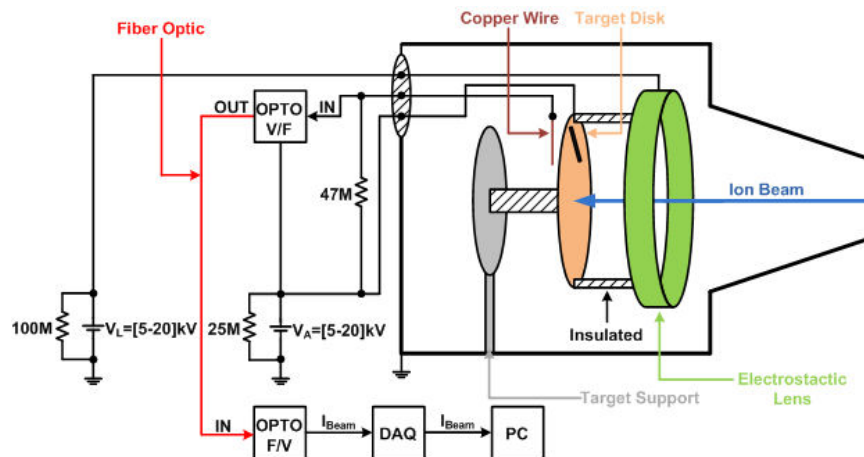 Copper Wire
Target Disk
Fiber Optic
OUT
OPTO
V/F
IN
47M
Ion Beam
100M
V_L=[5-20]kV
25M
V_A=[5-20]kV
Insulated
Electrostactic
Lens
Target Support
IN
OPTO
F/V
I_Beam
DAQ
I_Beam
PC